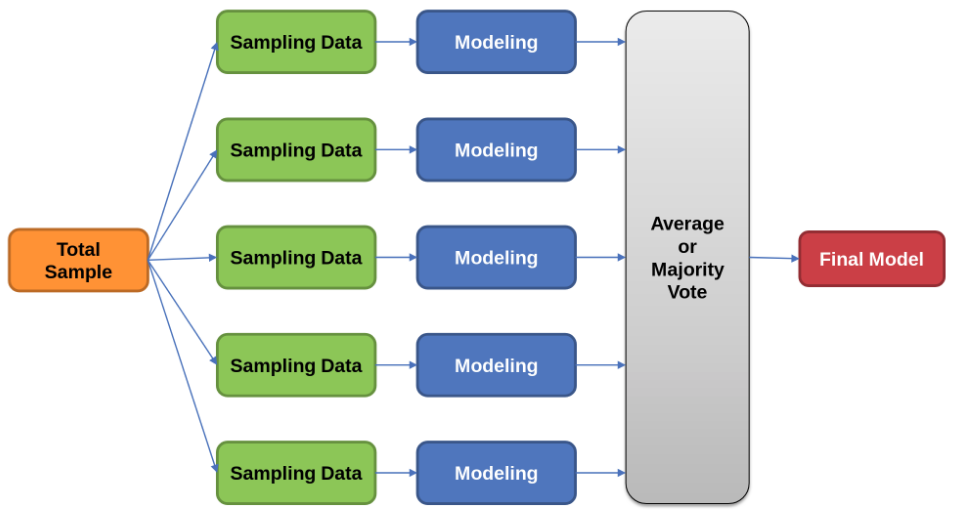 Sampling Data
Modeling
Sampling Data
Modeling
Total
Sample
Sampling Data
Modeling
Average
or
Majority
Vote
Final Model
Sampling Data
Modeling
Sampling Data
Modeling